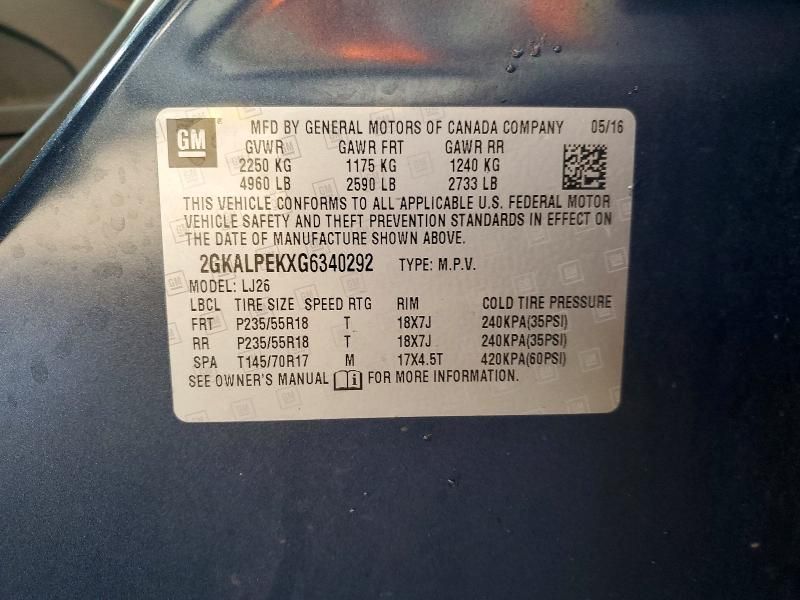 GM ® MFD BY GENERAL MOTORS OF CANADA COMPANY 05/16
GVWR GAWR FRT GAWR RR
2250 KG 1175 KG 1240 KG
4960 LB 2590 LB 2733 LB
THIS VEHICLE CONFORMS TO ALL APPLICABLE U.S. FEDERAL MOTOR
VEHICLE SAFETY AND THEFT PREVENTION STANDARDS IN EFFECT ON
THE DATE OF MANUFACTURE SHOWN ABOVE.
2GKALPEKXG6340292 TYPE: M.P.V.
MODEL: LJ26
LBCL TIRE SIZE SPEED RTG RIM COLD TIRE PRESSURE
FRT P235/55R18 T 18X7J 240KPA(35PSI)
RR P235/55R18 T 18X7J 240KPA(35PSI)
SPA T145/70R17 M 17X4.5T 420KPA(60PSI)
SEE OWNER'S MANUAL FOR MORE INFORMATION.